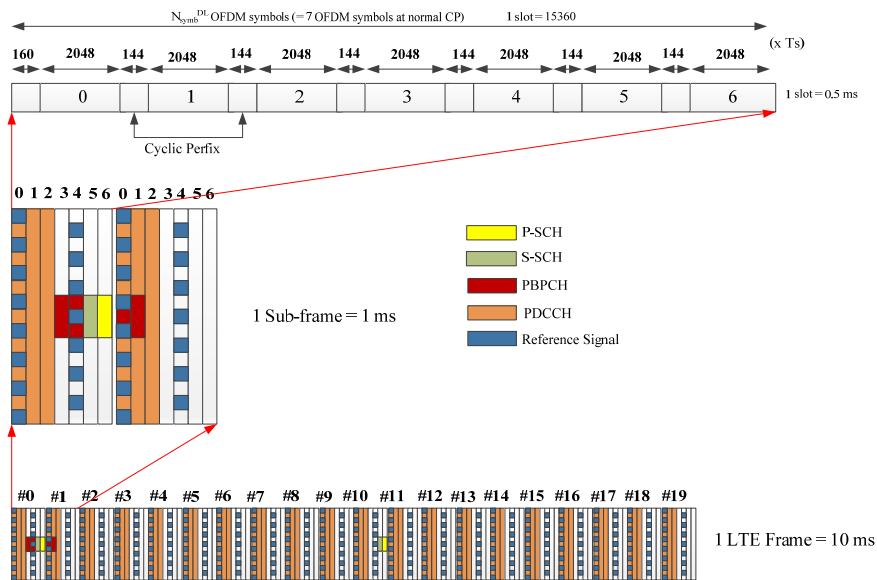 N_symb^DL OFDM symbols (= 7 OFDM symbols at normal CP) 1 slot = 15360
(x Ts)
160 2048 144 2048 144 2048 144 2048 144 2048 144 2048 144 2048
0 1 2 3 4 5 6
1 slot = 0,5 ms
Cyclic Perfix
0 1 2 3 4 5 6 0 1 2 3 4 5 6
P-SCH
S-SCH
PBPCH
PDCCH
Reference Signal
1 Sub-frame = 1 ms
#0 #1 #2 #3 #4 #5 #6 #7 #8 #9 #10 #11 #12 #13 #14 #15 #16 #17 #18 #19
1 LTE Frame = 10 ms